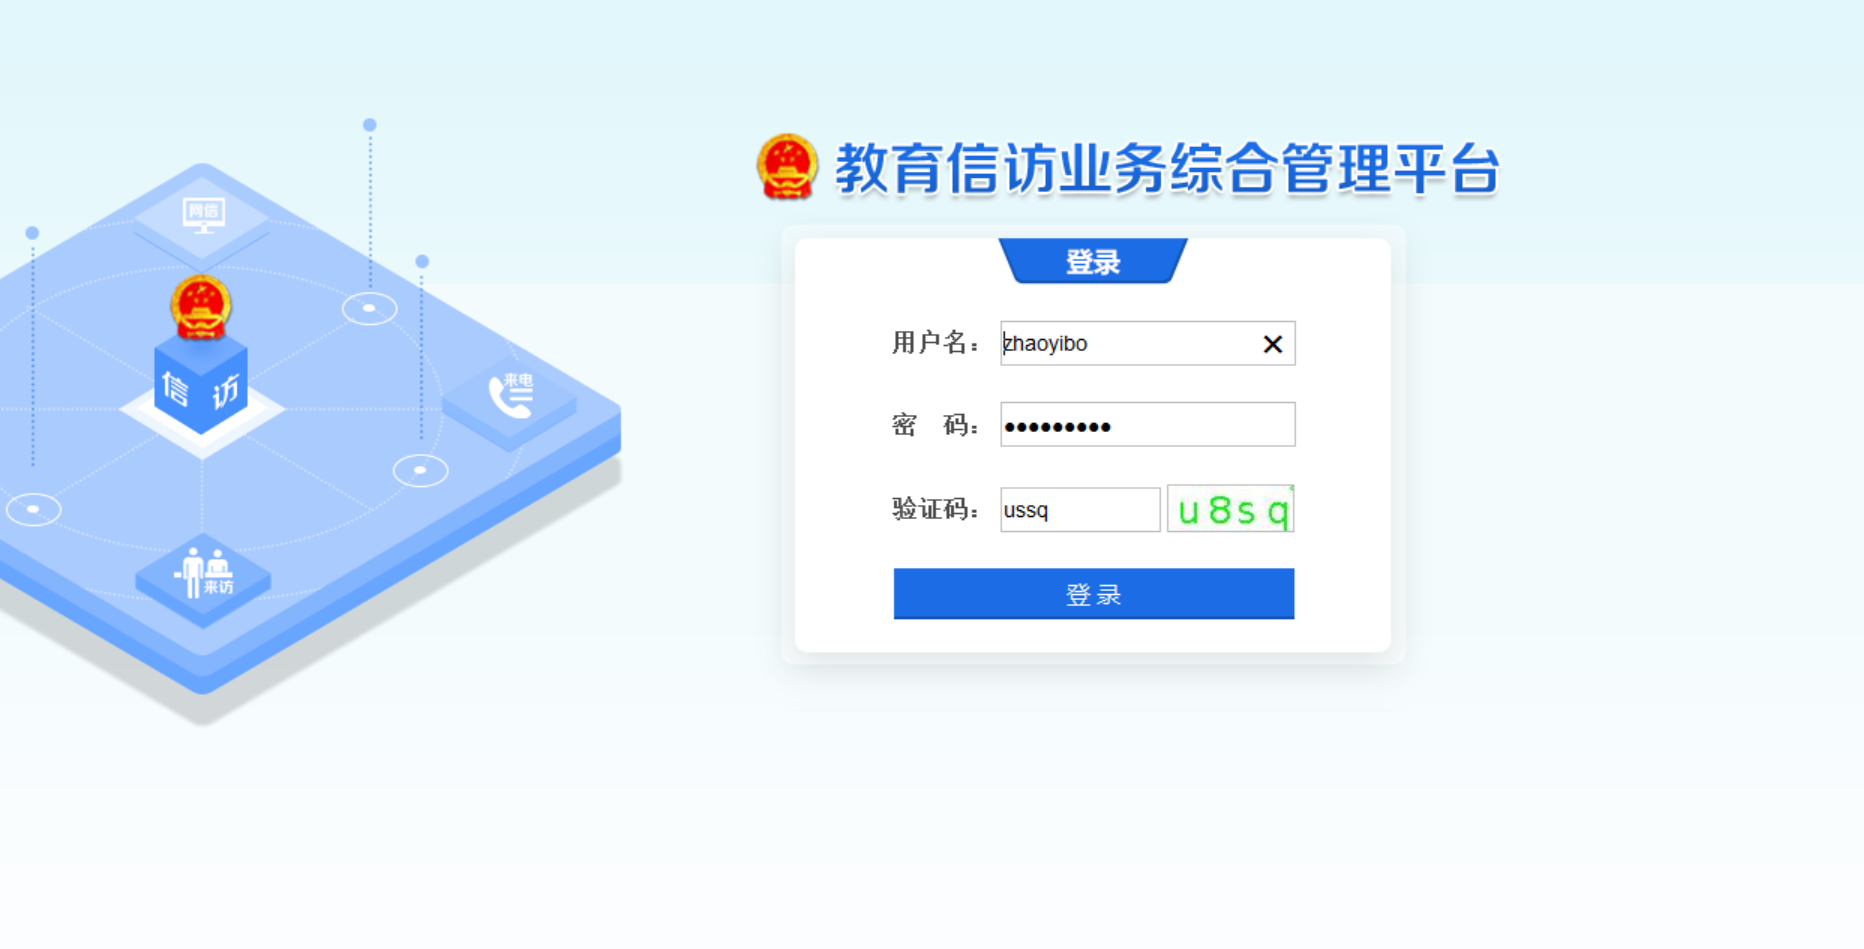 教育信访业务综合管理平台
登录
用户名：zhaoyibo
密 码：•••••••••
验证码：ussq u8sq
登录
网信
信访
来电
来访